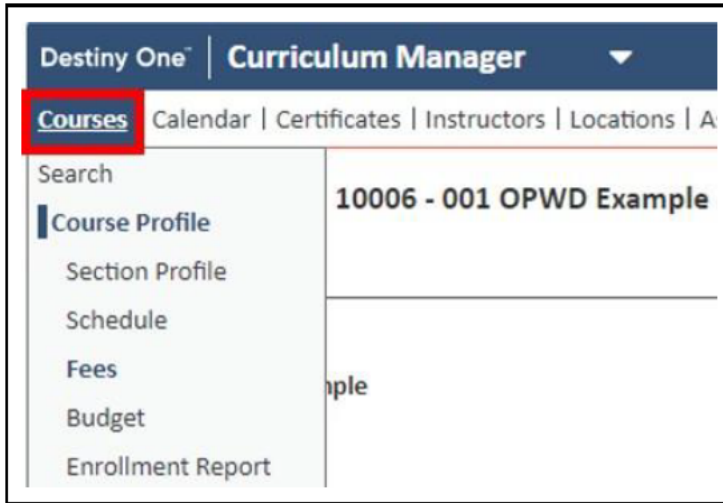 Destiny One™ | Curriculum Manager
Courses Calendar | Certificates | Instructors | Locations |
Search
10006 - 001 OPWD Example
Course Profile
Section Profile
Schedule
Fees
Budget
Enrollment Report